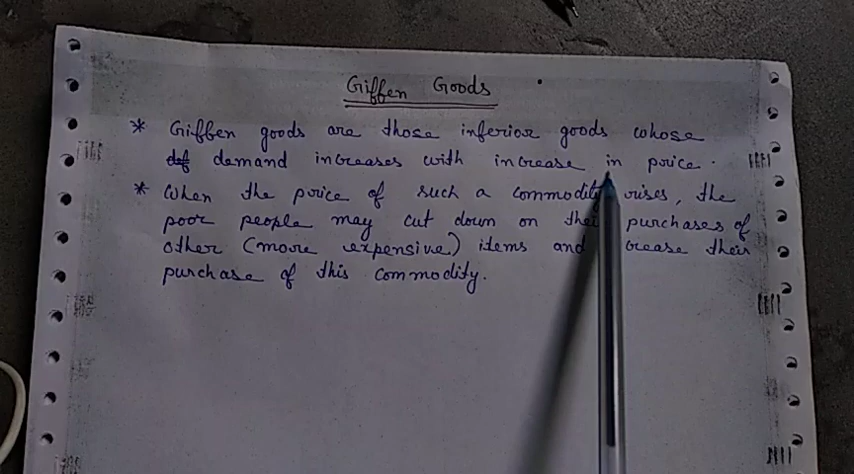 Giffen Goods
* Giffen goods are those inferior goods whose
def demand increases with increase in price.
* When the price of such a commodity rises, the
poor people may cut down on their purchases of
other (more expensive) items and crease their
purchase of this commodity.